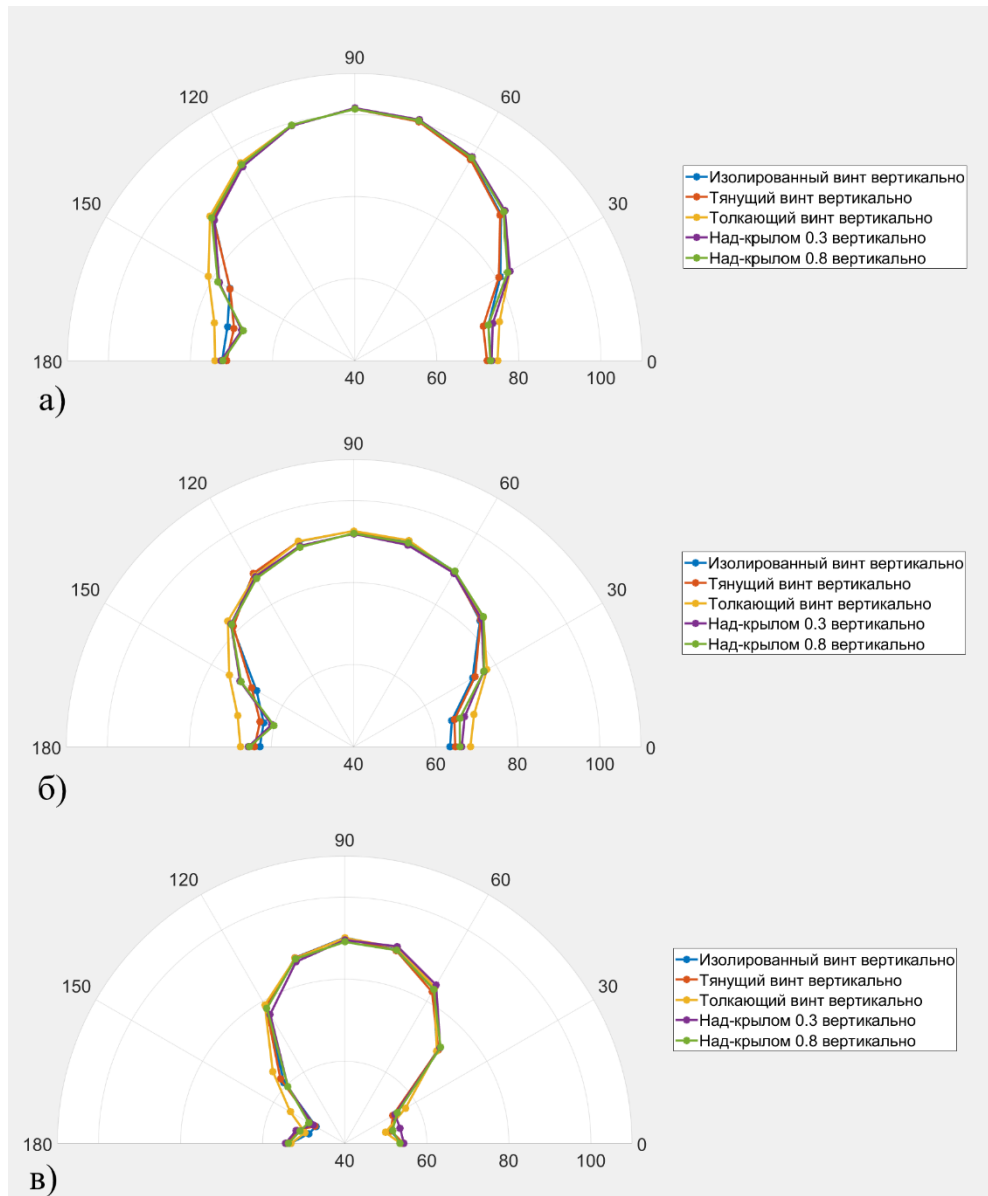 90
120
60
150
30
180
0
40
60
80
100
Изолированный винт вертикально
Тянущий винт вертикально
Толкающий винт вертикально
Над-крылом 0.3 вертикально
Над-крылом 0.8 вертикально
а)
90
120
60
150
30
180
0
40
60
80
100
Изолированный винт вертикально
Тянущий винт вертикально
Толкающий винт вертикально
Над-крылом 0.3 вертикально
Над-крылом 0.8 вертикально
б)
90
120
60
150
30
180
0
40
60
80
100
Изолированный винт вертикально
Тянущий винт вертикально
Толкающий винт вертикально
Над-крылом 0.3 вертикально
Над-крылом 0.8 вертикально
в)